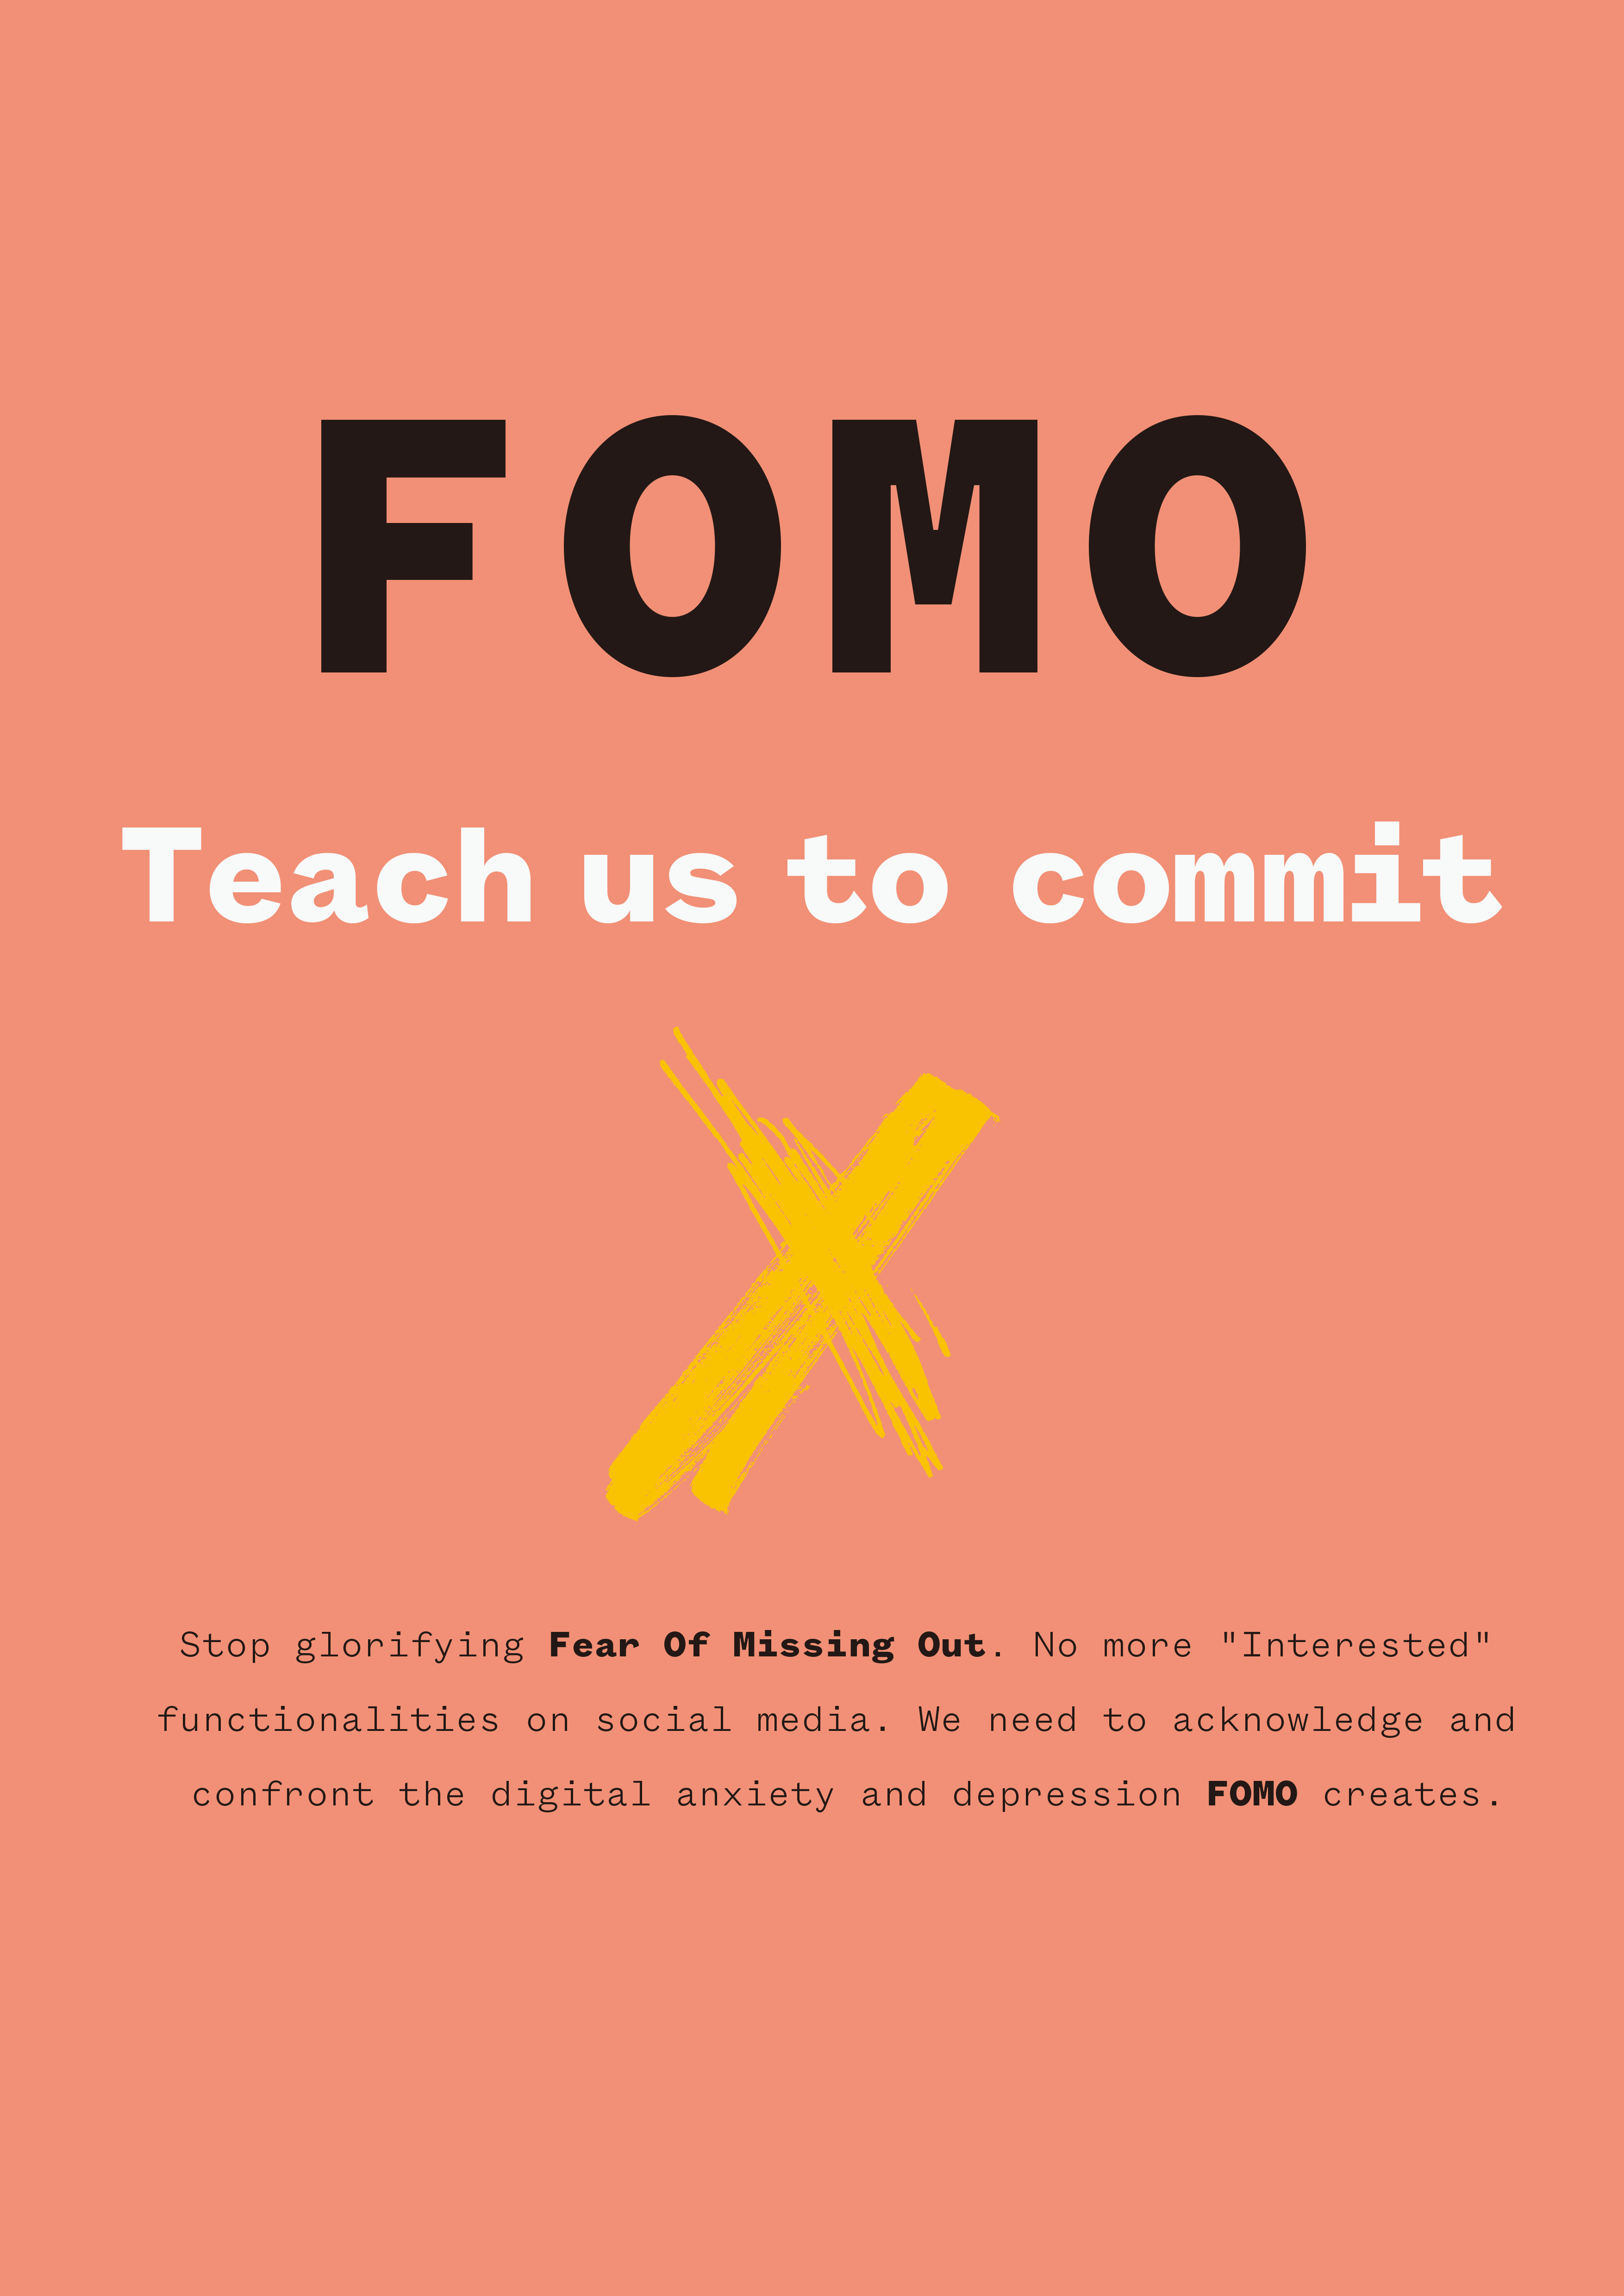 FOMO
Teach us to commit
Stop glorifying Fear Of Missing Out. No more "Interested"
functionalities on social media. We need to acknowledge and
confront the digital anxiety and depression FOMO creates.